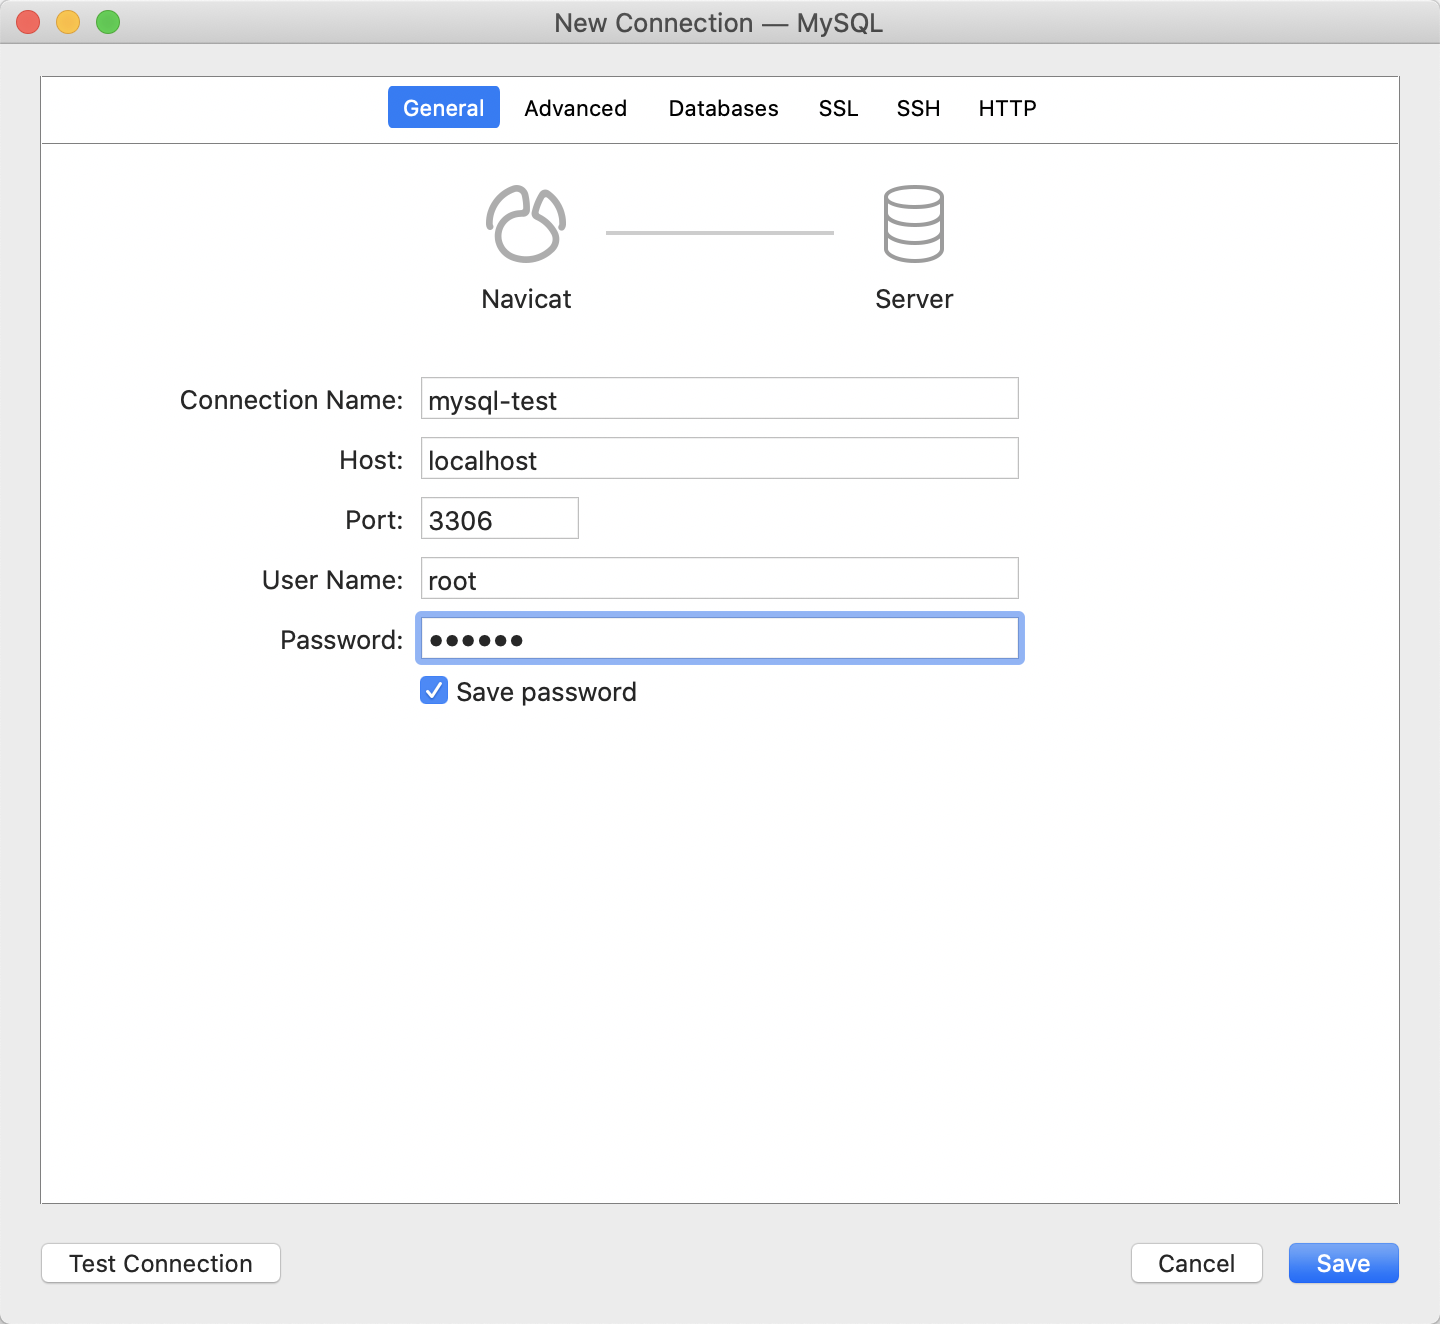 New Connection — MySQL
General Advanced Databases SSL SSH HTTP
Navicat Server
Connection Name: mysql-test
Host: localhost
Port: 3306
User Name: root
Password: ••••••
Save password
Test Connection Cancel Save